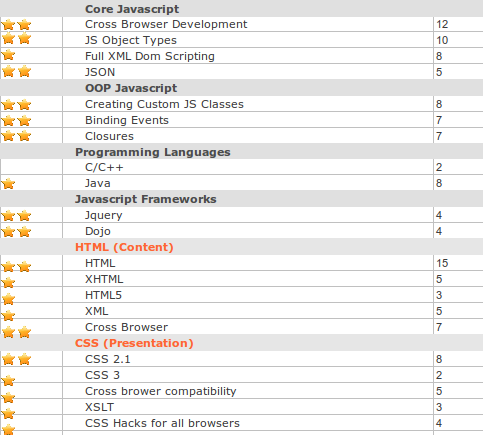 Core Javascript
Cross Browser Development 12
JS Object Types 10
Full XML Dom Scripting 8
JSON 5
OOP Javascript
Creating Custom JS Classes 8
Binding Events 7
Closures 7
Programming Languages
C/C++ 2
Java 8
Javascript Frameworks
Jquery 4
Dojo 4
HTML (Content)
HTML 15
XHTML 5
HTML5 3
XML 5
Cross Browser 7
CSS (Presentation)
CSS 2.1 8
CSS 3 2
Cross brower compatibility 5
XSLT 3
CSS Hacks for all browsers 4